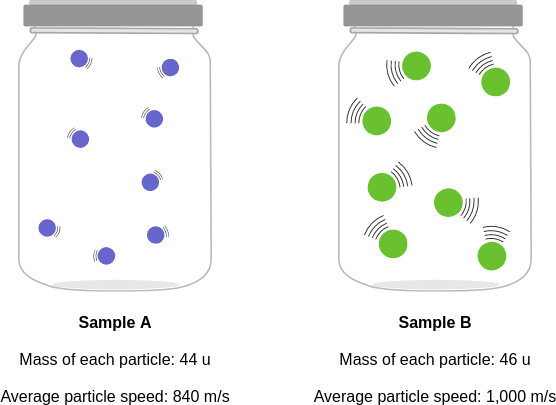 Sample A
Mass of each particle: 44 u
Average particle speed: 840 m/s
Sample B
Mass of each particle: 46 u
Average particle speed: 1,000 m/s